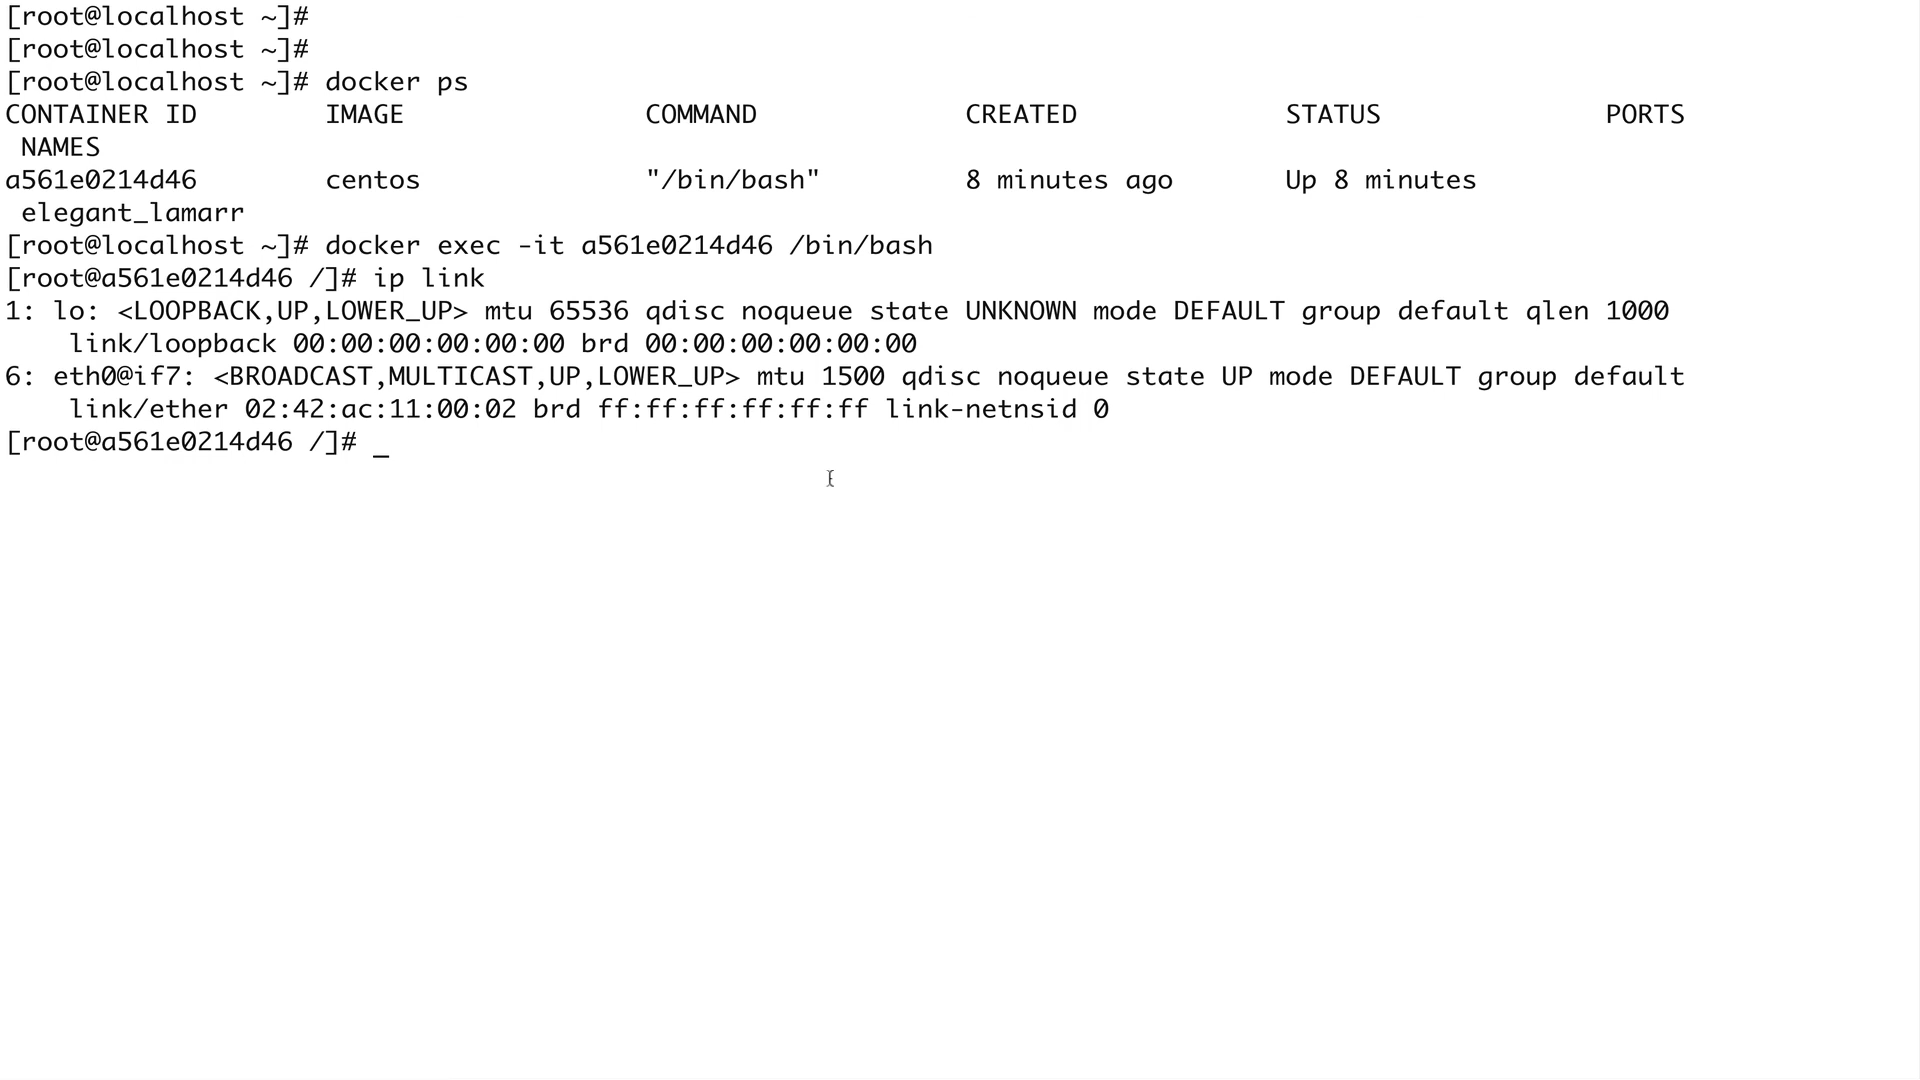 [root@localhost ~]#
[root@localhost ~]#
[root@localhost ~]# docker ps
CONTAINER ID        IMAGE               COMMAND             CREATED             STATUS              PORTS
 NAMES
a561e0214d46        centos              "/bin/bash"         8 minutes ago       Up 8 minutes
 elegant_lamarr
[root@localhost ~]# docker exec -it a561e0214d46 /bin/bash
[root@a561e0214d46 /]# ip link
1: lo: <LOOPBACK,UP,LOWER_UP> mtu 65536 qdisc noqueue state UNKNOWN mode DEFAULT group default qlen 1000
    link/loopback 00:00:00:00:00:00 brd 00:00:00:00:00:00
6: eth0@if7: <BROADCAST,MULTICAST,UP,LOWER_UP> mtu 1500 qdisc noqueue state UP mode DEFAULT group default
    link/ether 02:42:ac:11:00:02 brd ff:ff:ff:ff:ff:ff link-netnsid 0
[root@a561e0214d46 /]# _